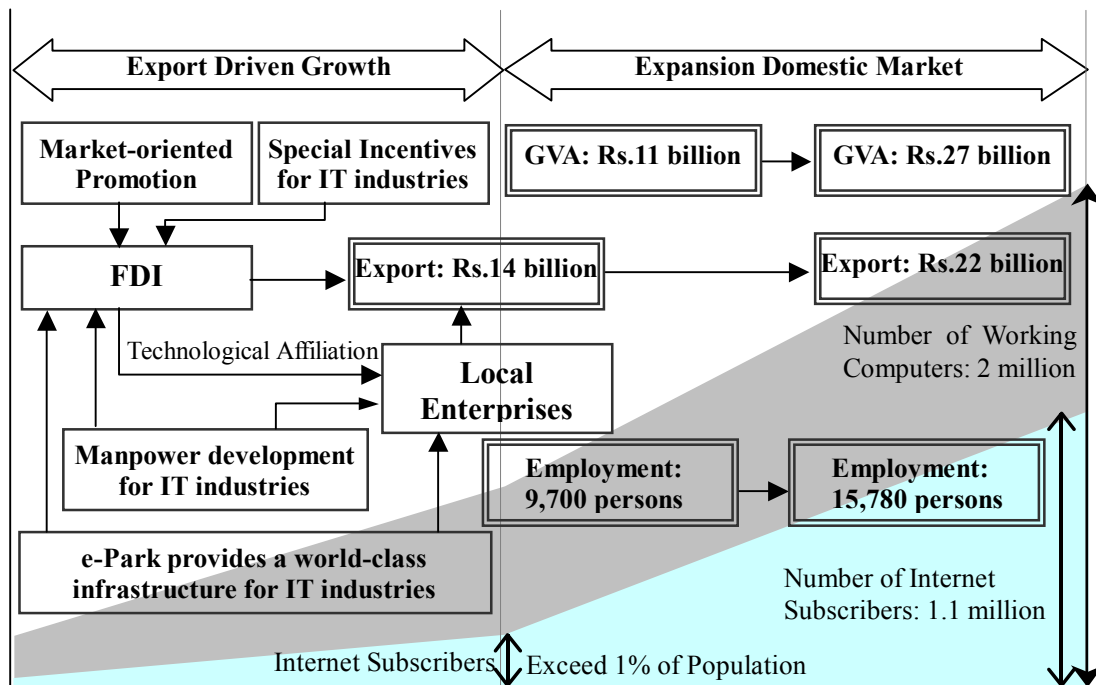 Export Driven Growth
Expansion Domestic Market
Market-oriented
Promotion
Special Incentives
for IT industries
GVA: Rs.11 billion
GVA: Rs.27 billion
FDI
Export: Rs.14 billion
Export: Rs.22 billion
Technological Affiliation
Local
Enterprises
Number of Working
Computers: 2 million
Manpower development
for IT industries
Employment:
9,700 persons
Employment:
15,780 persons
e-Park provides a world-class
infrastructure for IT industries
Number of Internet
Subscribers: 1.1 million
Internet Subscribers
Exceed 1% of Population